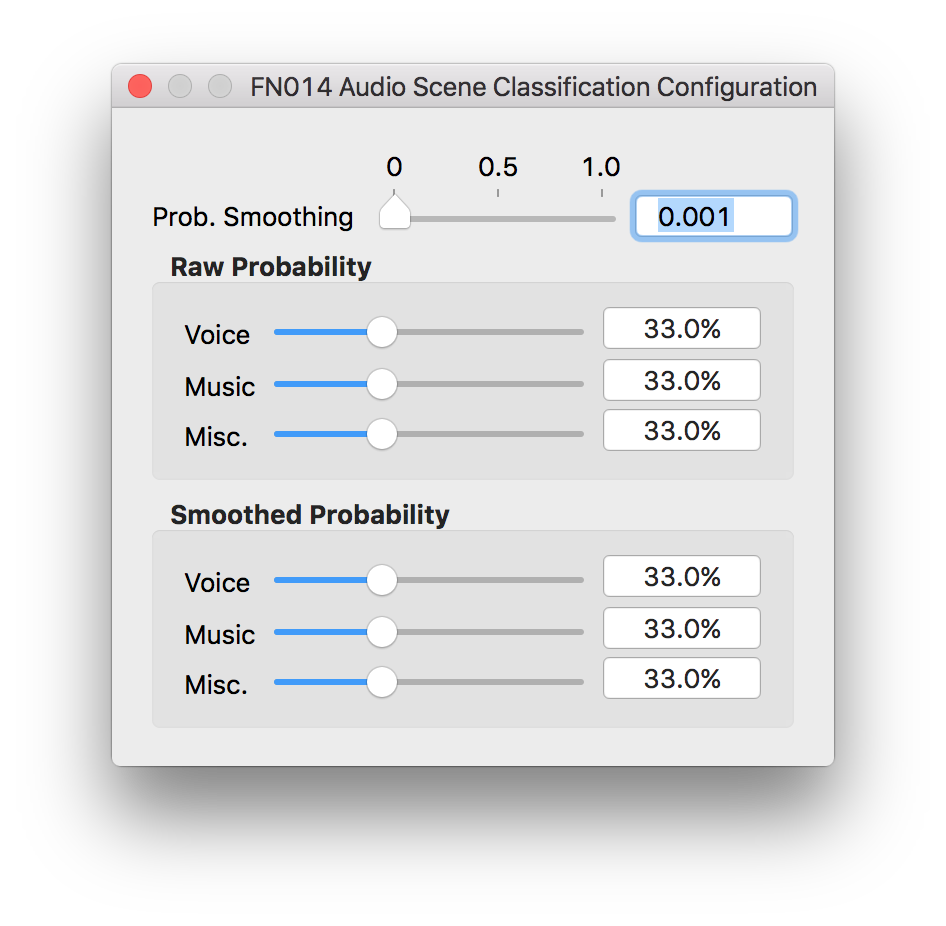 FN014 Audio Scene Classification Configuration
0 0.5 1.0
Prob. Smoothing 0.001
Raw Probability
Voice 33.0%
Music 33.0%
Misc. 33.0%
Smoothed Probability
Voice 33.0%
Music 33.0%
Misc. 33.0%